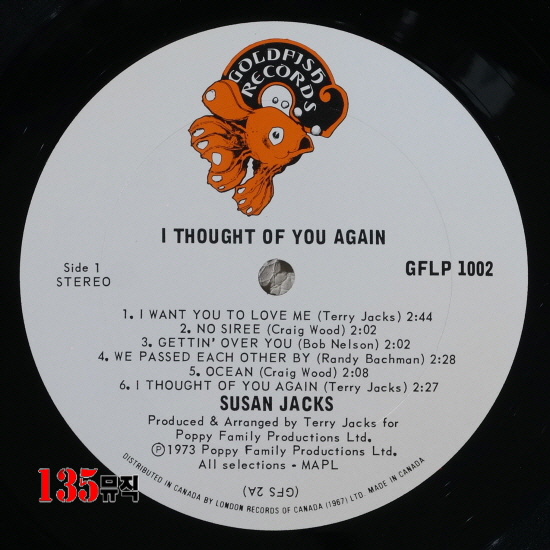 GOLDFISH
RECORDS
I THOUGHT OF YOU AGAIN
Side 1
STEREO
GFLP 1002
1. I WANT YOU TO LOVE ME (Terry Jacks) 2:44
2. NO SIREE (Craig Wood) 2:02
3. GETTIN' OVER YOU (Bob Nelson) 2:02
4. WE PASSED EACH OTHER BY (Randy Bachman) 2:28
5. OCEAN (Craig Wood) 2:08
6. I THOUGHT OF YOU AGAIN (Terry Jacks) 2:27
SUSAN JACKS
Produced & Arranged by Terry Jacks for
Poppy Family Productions Ltd.
Ⓟ1973 Poppy Family Productions Ltd.
All selections - MAPL
(GFS 2A)
DISTRIBUTED IN CANADA BY LONDON RECORDS OF CANADA (1967) LTD. MADE IN CANADA.
135뮤직